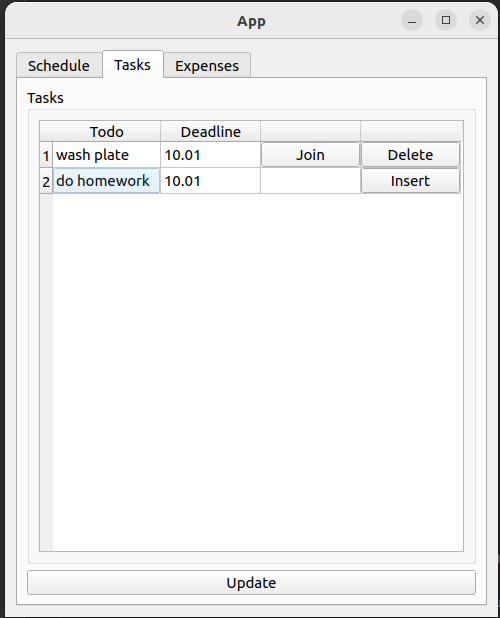 App
Schedule Tasks Expenses
Tasks
Todo Deadline
1 wash plate 10.01 Join Delete
2 do homework 10.01 Insert
Update